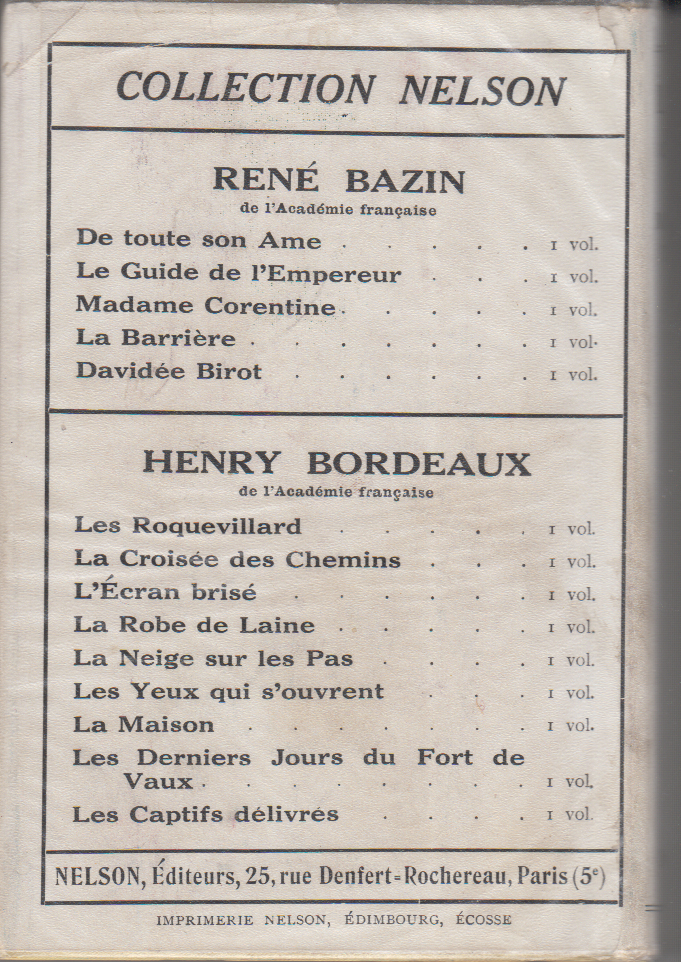 COLLECTION NELSON
RENÉ BAZIN
de l'Académie française
De toute son Ame . . . . . 1 vol.
Le Guide de l'Empereur . . . 1 vol.
Madame Corentine . . . . . 1 vol.
La Barrière . . . . . . . 1 vol.
Davidée Birot . . . . . . 1 vol.
HENRY BORDEAUX
de l'Académie française
Les Roquevillard . . . . . 1 vol.
La Croisée des Chemins . . . 1 vol.
L'Écran brisé . . . . . . 1 vol.
La Robe de Laine . . . . . 1 vol.
La Neige sur les Pas . . . . 1 vol.
Les Yeux qui s'ouvrent . . . 1 vol.
La Maison . . . . . . . 1 vol.
Les Derniers Jours du Fort de
Vaux . . . . . . . . 1 vol.
Les Captifs délivrés . . . . 1 vol.
NELSON, Éditeurs, 25, rue Denfert-Rochereau, Paris (5e)
IMPRIMERIE NELSON, ÉDIMBOURG, ÉCOSSE